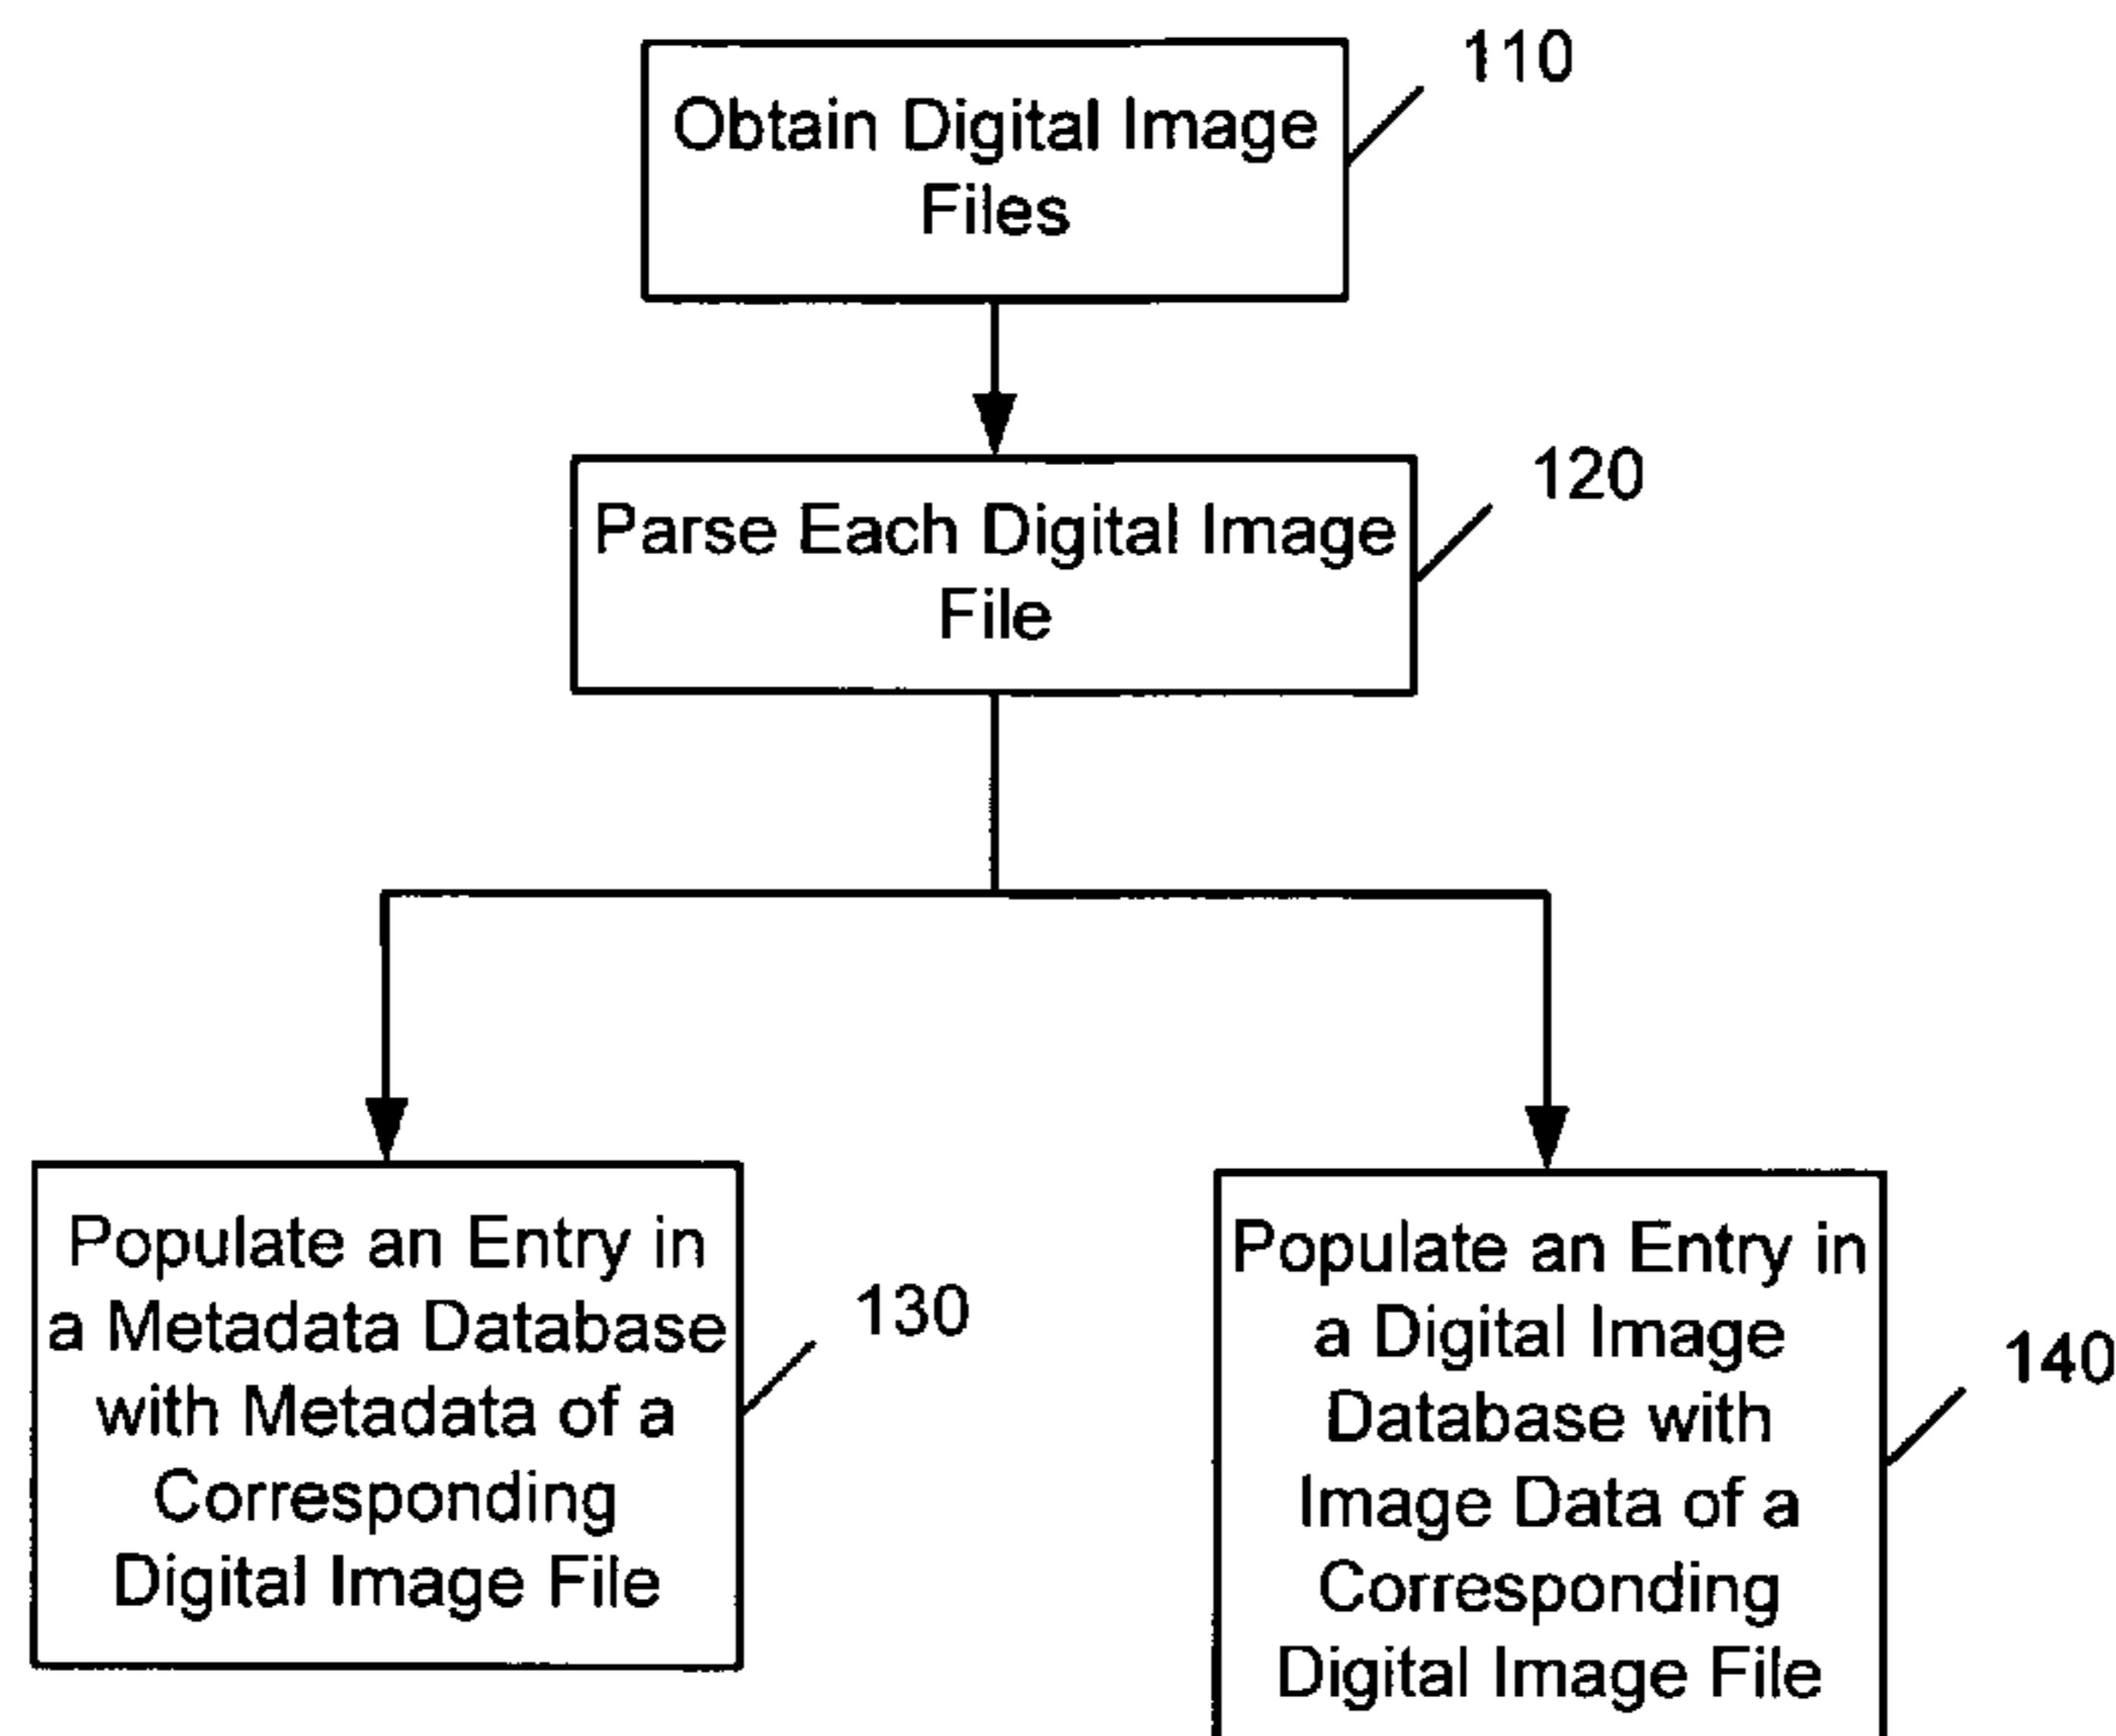 110
Obtain Digital Image
Files
120
Parse Each Digital Image
File
Populate an Entry in
a Metadata Database
with Metadata of a
Corresponding
Digital Image File
130
Populate an Entry in
a Digital Image
Database with
Image Data of a
Corresponding
Digital Image File
140